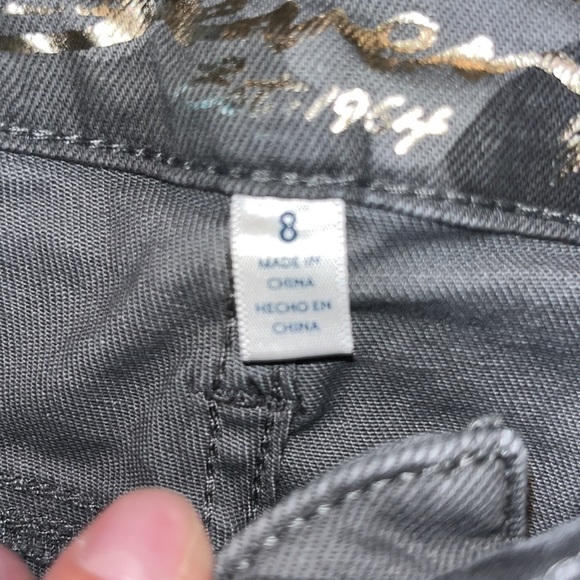 Est. 1964
8
MADE IN
CHINA
HECHO EN
CHINA